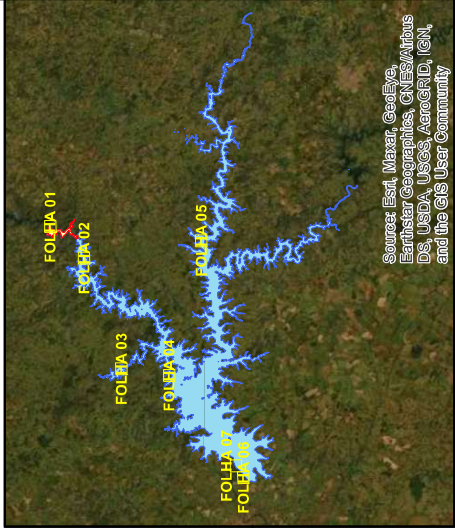 FOLHA 01
FOLHA 02
FOLHA 03
FOLHA 04
FOLHA 05
FOLHA 07
FOLHA 06
Source: Esri, Maxar, GeoEye,
Earthstar Geographics, CNES/Airbus
DS, USDA, USGS, AeroGRID, IGN,
and the GIS User Community